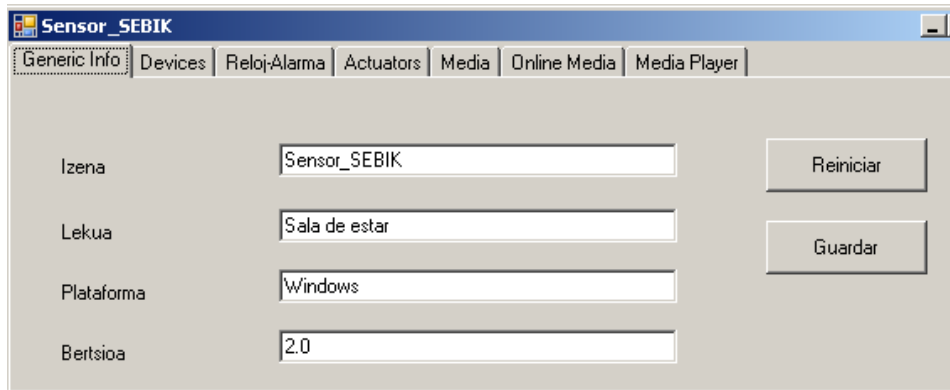 Sensor_SEBIK
Generic Info Devices Reloj-Alarma Actuators Media Online Media Media Player
Izena Sensor_SEBIK Reiniciar
Lekua Sala de estar Guardar
Plataforma Windows
Bertsioa 2.0